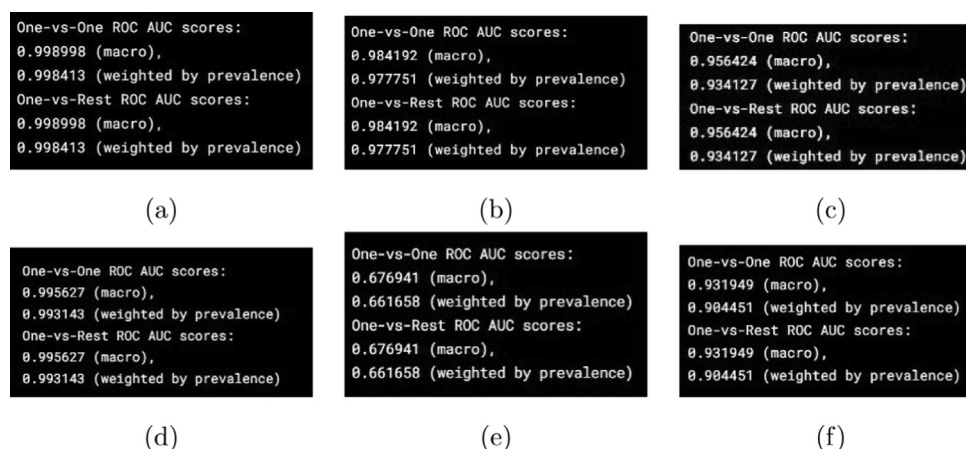 One-vs-One ROC AUC scores:
0.998998 (macro),
0.998413 (weighted by prevalence)
One-vs-Rest ROC AUC scores:
0.998998 (macro),
0.998413 (weighted by prevalence)
(a)
One-vs-One ROC AUC scores:
0.984192 (macro),
0.977751 (weighted by prevalence)
One-vs-Rest ROC AUC scores:
0.984192 (macro),
0.977751 (weighted by prevalence)
(b)
One-vs-One ROC AUC scores:
0.956424 (macro),
0.934127 (weighted by prevalence)
One-vs-Rest ROC AUC scores:
0.956424 (macro),
0.934127 (weighted by prevalence)
(c)
One-vs-One ROC AUC scores:
0.995627 (macro),
0.993143 (weighted by prevalence)
One-vs-Rest ROC AUC scores:
0.995627 (macro),
0.993143 (weighted by prevalence)
(d)
One-vs-One ROC AUC scores:
0.676941 (macro),
0.661658 (weighted by prevalence)
One-vs-Rest ROC AUC scores:
0.676941 (macro),
0.661658 (weighted by prevalence)
(e)
One-vs-One ROC AUC scores:
0.931949 (macro),
0.904451 (weighted by prevalence)
One-vs-Rest ROC AUC scores:
0.931949 (macro),
0.904451 (weighted by prevalence)
(f)